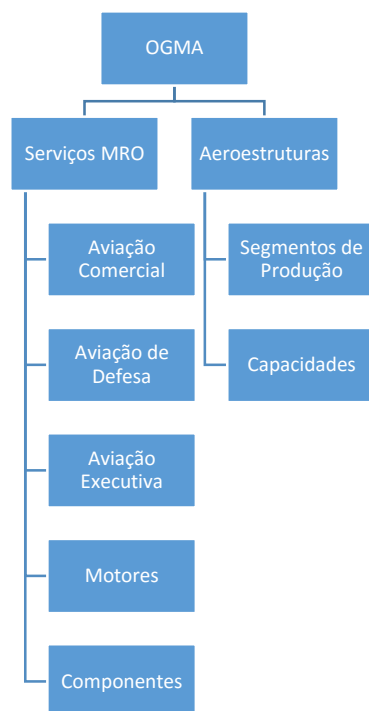 OGMA
Serviços MRO
Aeroestruturas
Aviação
Comercial
Segmentos de
Produção
Aviação de
Defesa
Capacidades
Aviação
Executiva
Motores
Componentes